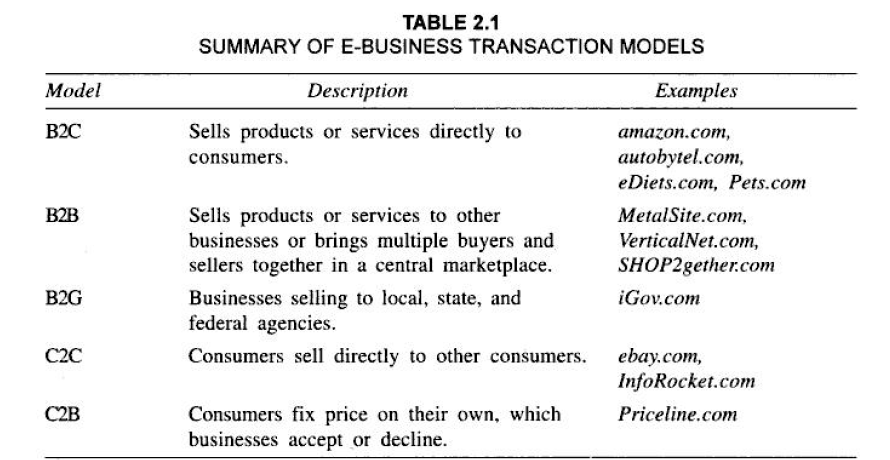 TABLE 2.1
SUMMARY OF E-BUSINESS TRANSACTION MODELS
Model Description Examples
B2C Sells products or services directly to amazon.com,
consumers. autobytel.com,
eDiets.com, Pets.com
B2B Sells products or services to other MetalSite.com,
businesses or brings multiple buyers and VerticalNet.com,
sellers together in a central marketplace. SHOP2gether.com
B2G Businesses selling to local, state, and iGov.com
federal agencies.
C2C Consumers sell directly to other consumers. ebay.com,
InfoRocket.com
C2B Consumers fix price on their own, which Priceline.com
businesses accept or decline.